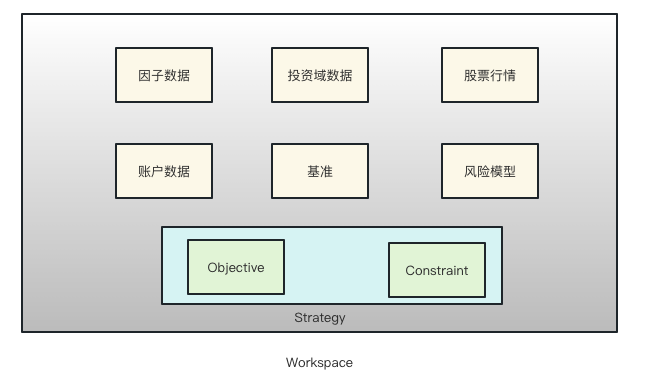 因子数据
投资域数据
股票行情
账户数据
基准
风险模型
Objective
Constraint
Strategy
Workspace